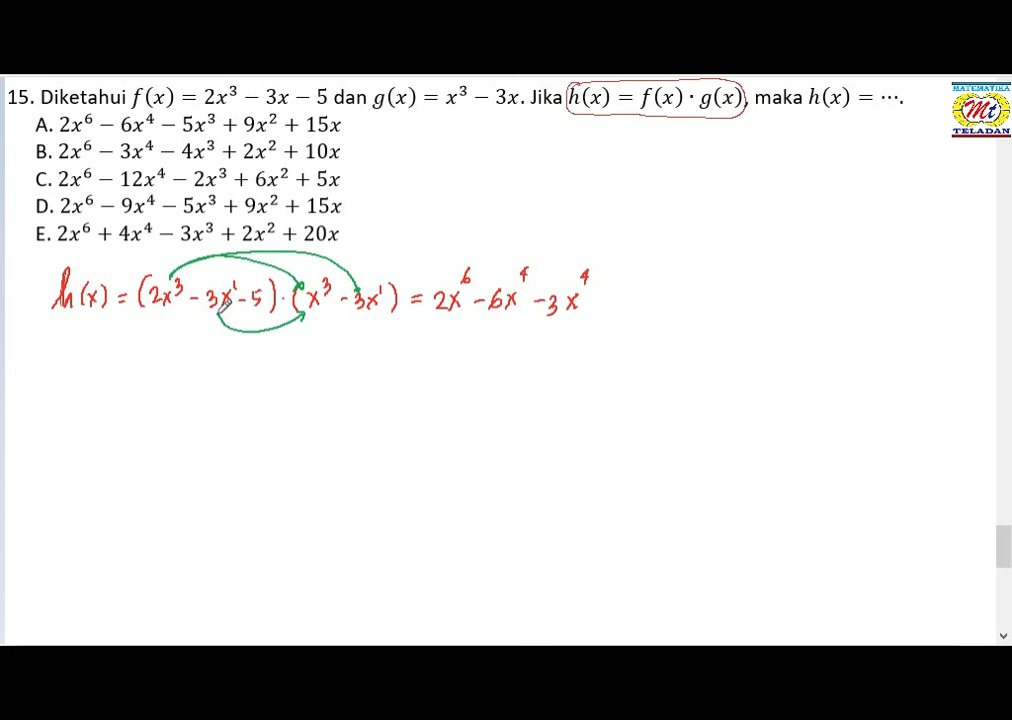 15. Diketahui f(x) = 2x³ − 3x − 5 dan g(x) = x³ − 3x. Jika h(x) = f(x) · g(x), maka h(x) = ⋯.
MATEMATIKA
Mt
TELADAN
A. 2x⁶ − 6x⁴ − 5x³ + 9x² + 15x
B. 2x⁶ − 3x⁴ − 4x³ + 2x² + 10x
C. 2x⁶ − 12x⁴ − 2x³ + 6x² + 5x
D. 2x⁶ − 9x⁴ − 5x³ + 9x² + 15x
E. 2x⁶ + 4x⁴ − 3x³ + 2x² + 20x
h(x) = (2x³ − 3x¹ − 5) · (x³ − 3x¹) = 2x⁶ − 6x⁴ − 3x⁴